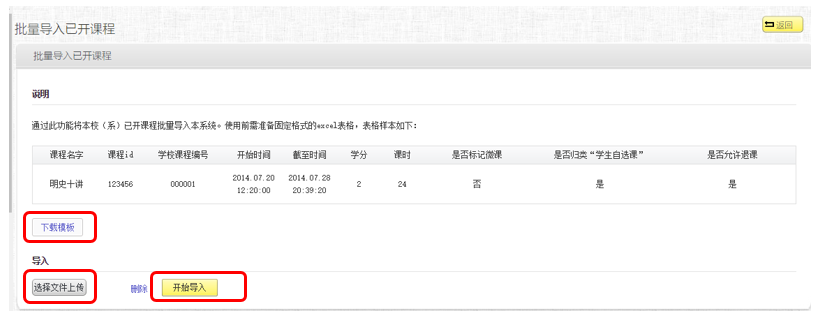 批量导入已开课程
返回
批量导入已开课程
说明
通过此功能将本校（系）已开课程批量导入本系统。使用前需准备固定格式的excel表格，表格样本如下：
课程名字 课程id 学校课程编号 开始时间 截至时间 学分 课时 是否标记微课 是否归类“学生自选课” 是否允许退课
明史十讲 123456 000001 2014.07.20 12:20:00 2014.07.28 20:39:20 2 24 否 是 是
下载模板
导入
选择文件上传 删除 开始导入